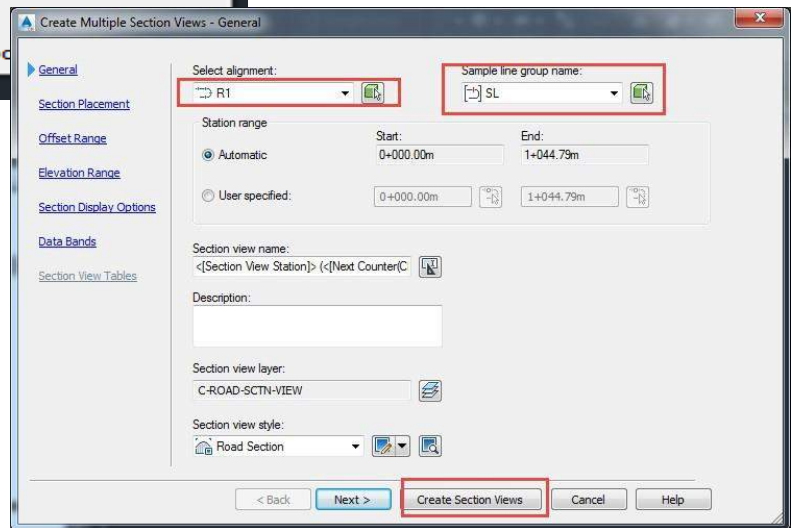 Create Multiple Section Views - General
General
Section Placement
Offset Range
Elevation Range
Section Display Options
Data Bands
Section View Tables
Select alignment:
R1
Sample line group name:
SL
Station range
Start:
End:
Automatic
0+000.00m
1+044.79m
User specified:
0+000.00m
1+044.79m
Section view name:
<[Section View Station]> (<[Next Counter(C
Description:
Section view layer:
C-ROAD-SCTN-VIEW
Section view style:
Road Section
< Back
Next >
Create Section Views
Cancel
Help